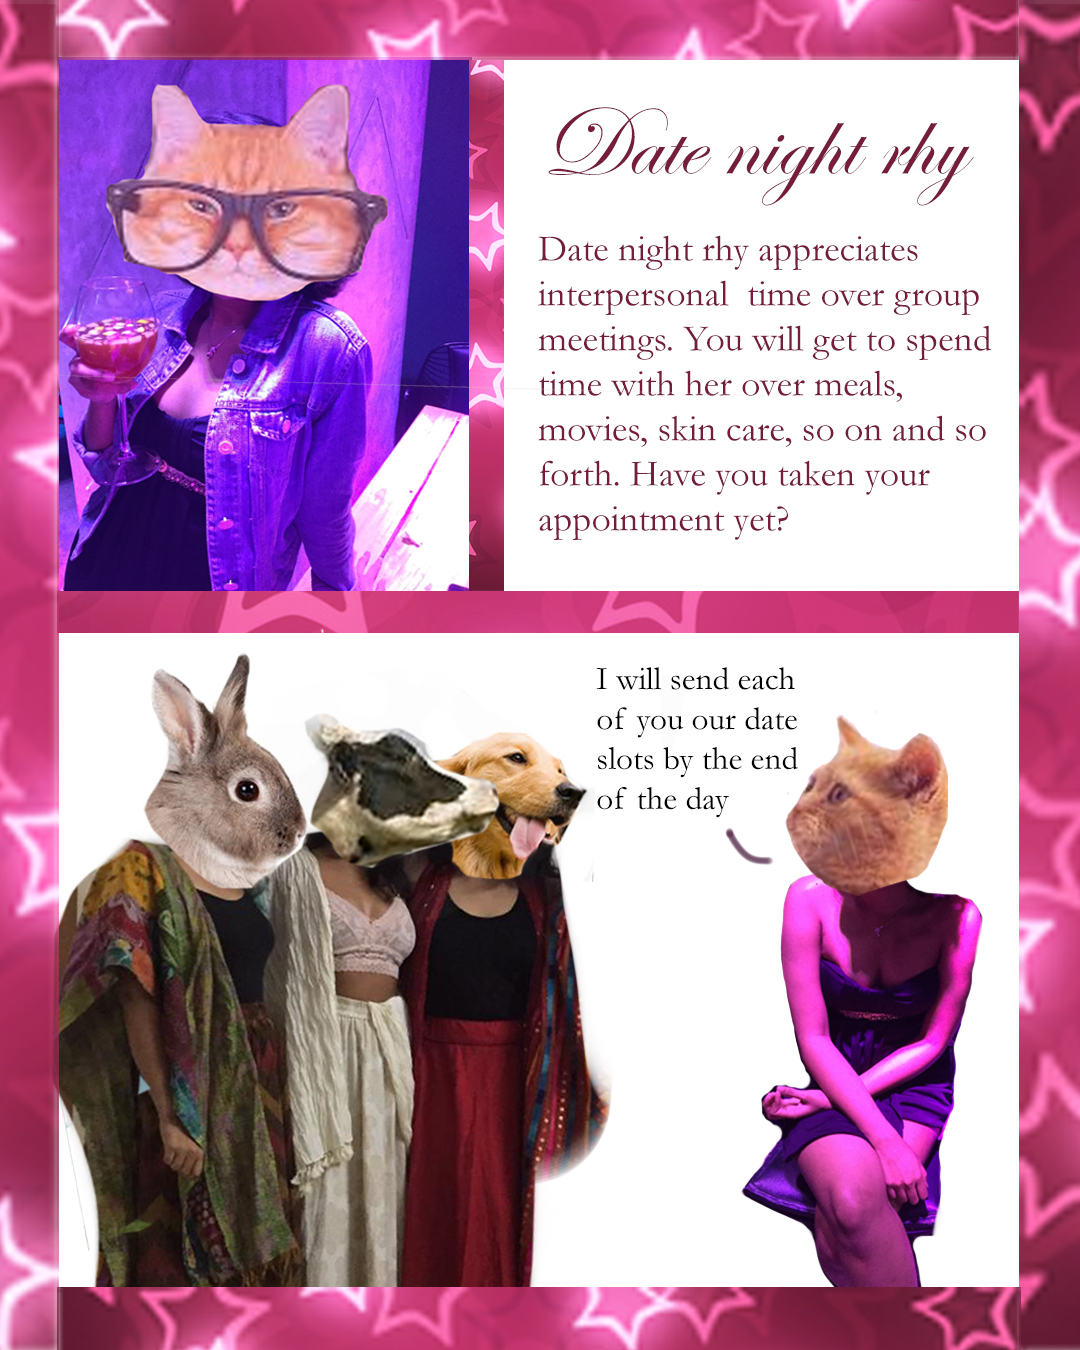 Date night rhy
Date night rhy appreciates
interpersonal time over group
meetings. You will get to spend
time with her over meals,
movies, skin care, so on and so
forth. Have you taken your
appointment yet?
I will send each
of you our date
slots by the end
of the day